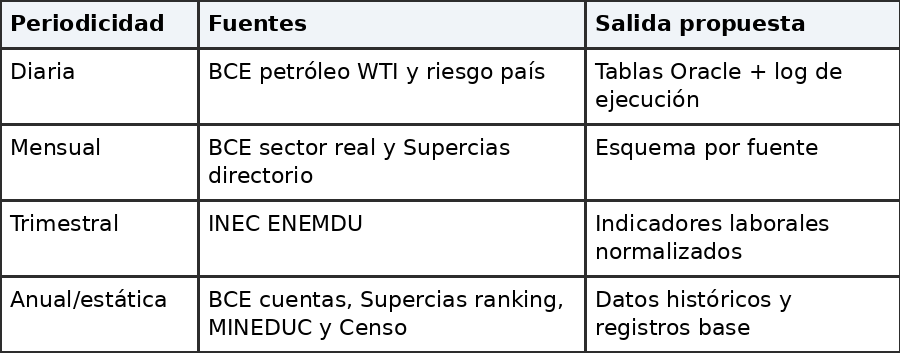 Periodicidad Fuentes Salida propuesta
Diaria BCE petróleo WTI y riesgo país Tablas Oracle + log de
ejecución
Mensual BCE sector real y Supercias Esquema por fuente
directorio
Trimestral INEC ENEMDU Indicadores laborales
normalizados
Anual/estática BCE cuentas, Supercias ranking, Datos históricos y
MINEDUC y Censo registros base